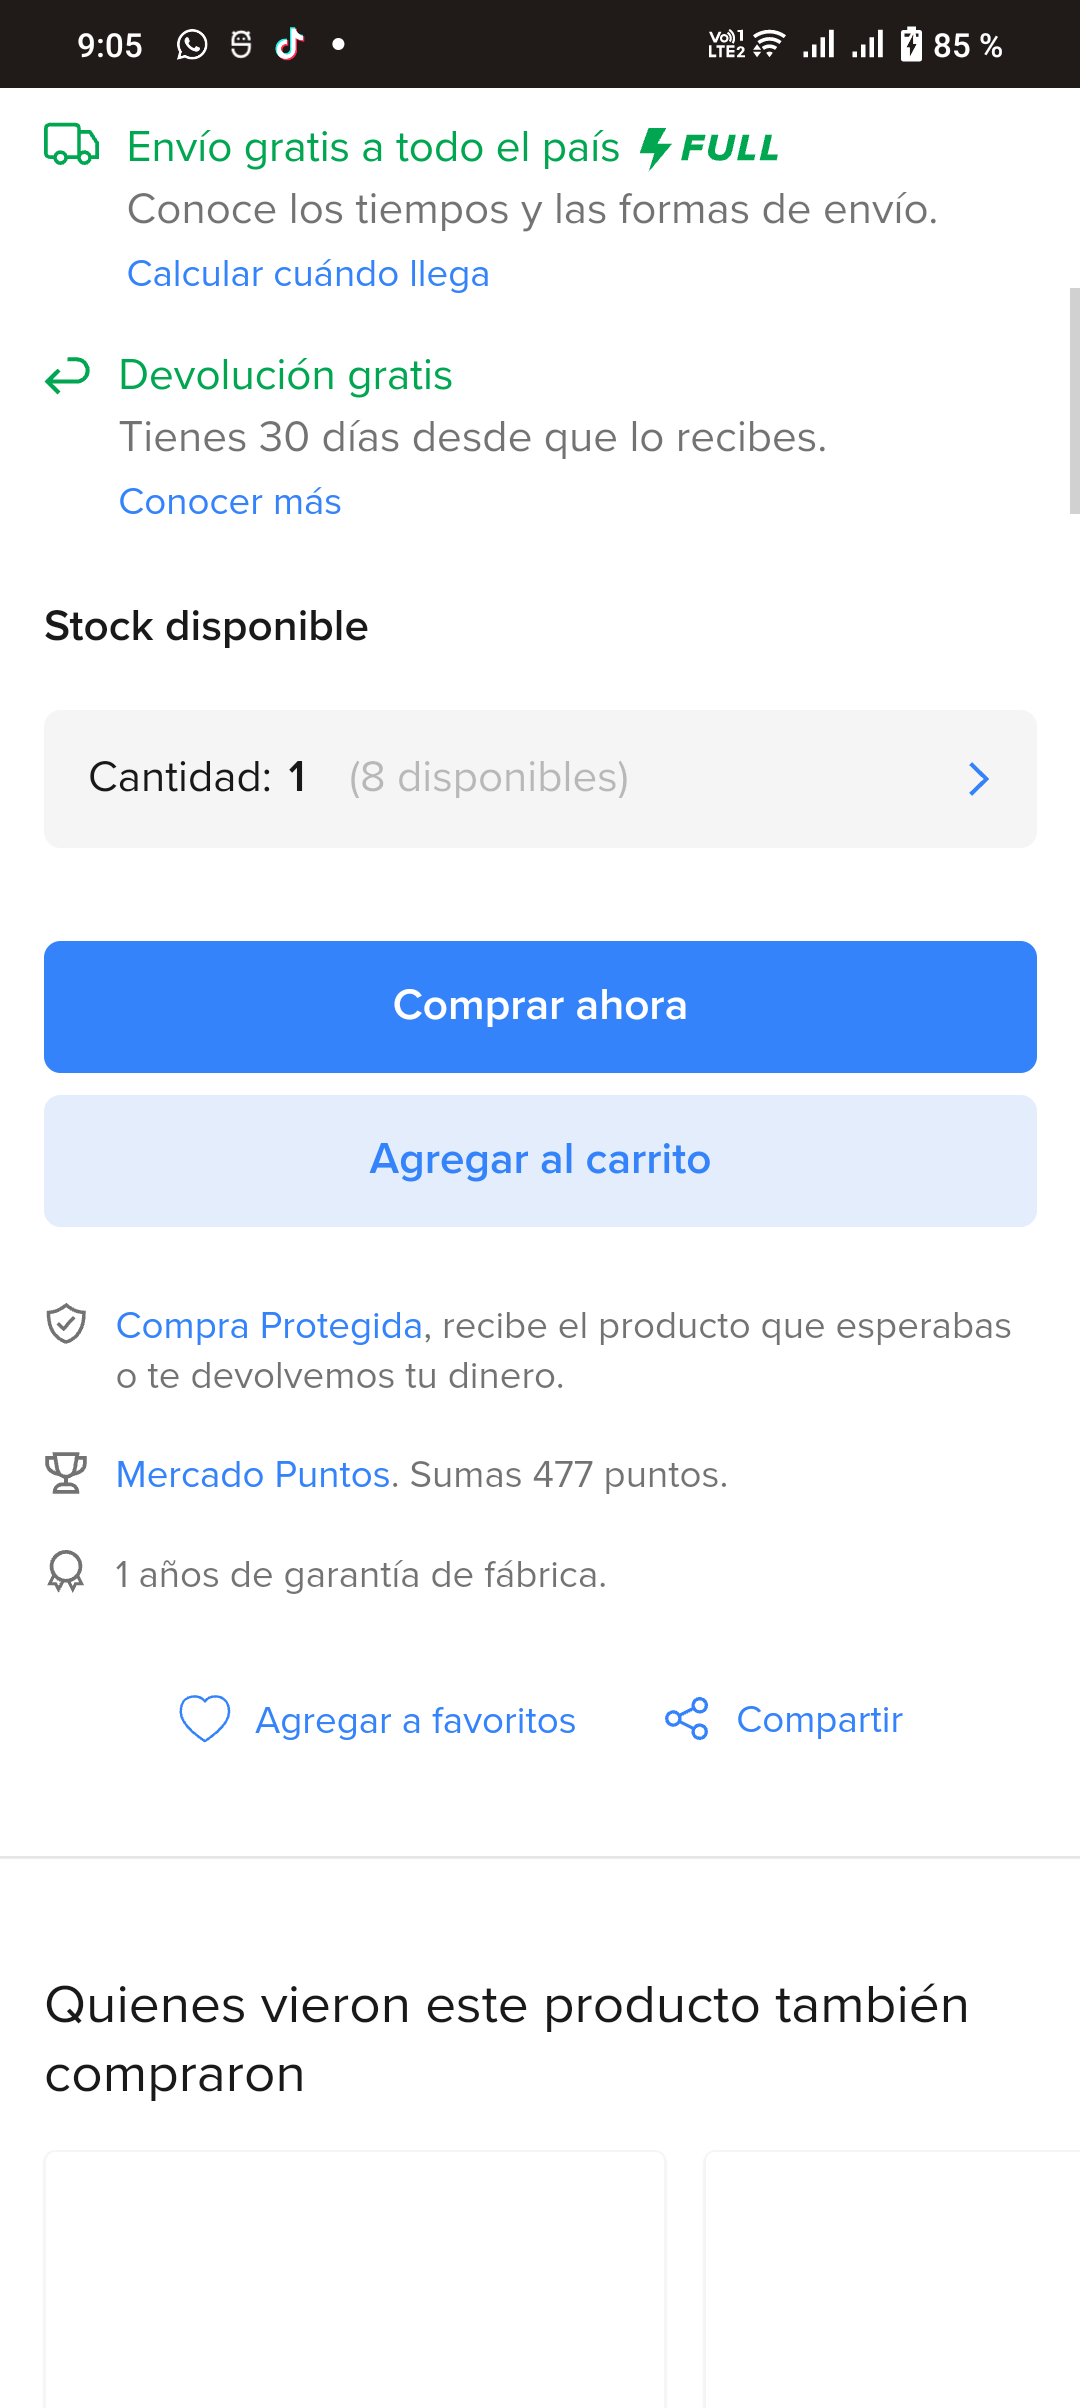 9:05 Vo)) 1 LTE2 85 %
Envío gratis a todo el país FULL
Conoce los tiempos y las formas de envío.
Calcular cuándo llega
Devolución gratis
Tienes 30 días desde que lo recibes.
Conocer más
Stock disponible
Cantidad: 1 (8 disponibles)
Comprar ahora
Agregar al carrito
Compra Protegida, recibe el producto que esperabas
o te devolvemos tu dinero.
Mercado Puntos. Sumas 477 puntos.
1 años de garantía de fábrica.
Agregar a favoritos Compartir
Quienes vieron este producto también
compraron